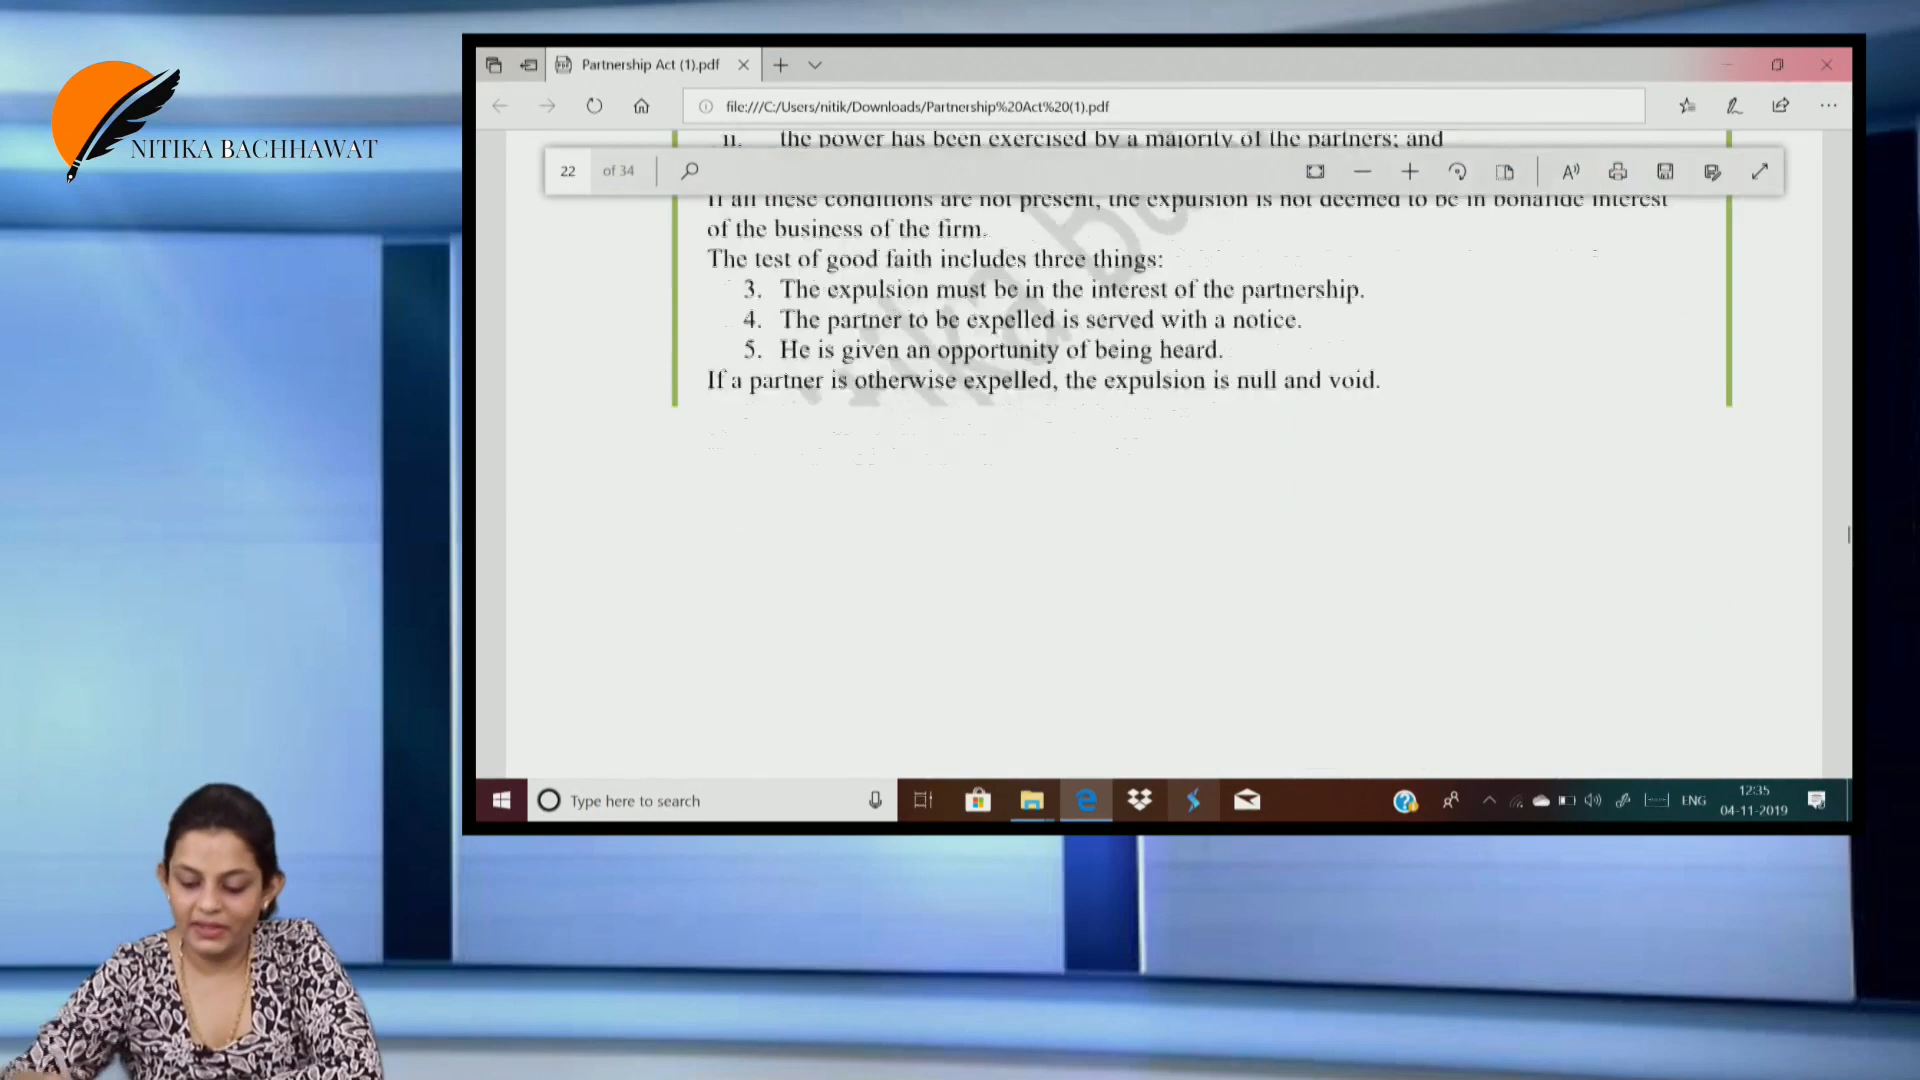 NITIKA BACHHAWAT
Partnership Act (1).pdf
file:///C:/Users/nitik/Downloads/Partnership%20Act%20(1).pdf
ii. the power has been exercised by a majority of the partners; and
22 of 34
If all these conditions are not present, the expulsion is not deemed to be in bonafide interest
of the business of the firm.
The test of good faith includes three things:
3. The expulsion must be in the interest of the partnership.
4. The partner to be expelled is served with a notice.
5. He is given an opportunity of being heard.
If a partner is otherwise expelled, the expulsion is null and void.
Type here to search
ENG
12:35
04-11-2019